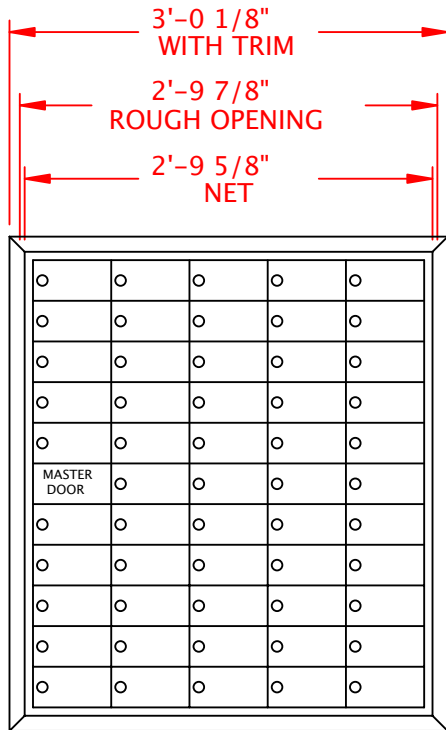 3'-0 1/8"
WITH TRIM
2'-9 7/8"
ROUGH OPENING
2'-9 5/8"
NET
MASTER
DOOR